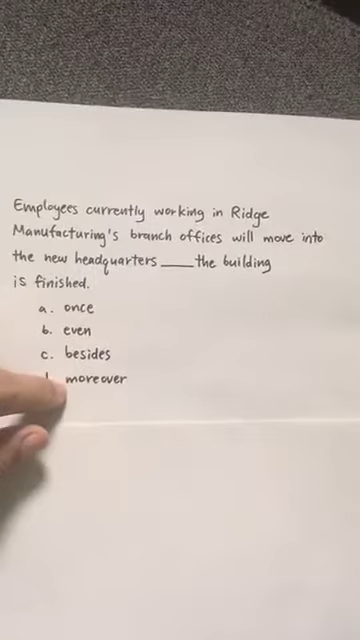 Employees currently working in Ridge
Manufacturing's branch offices will move into
the new headquarters ____ the building
is finished.
a. once
b. even
c. besides
moreover